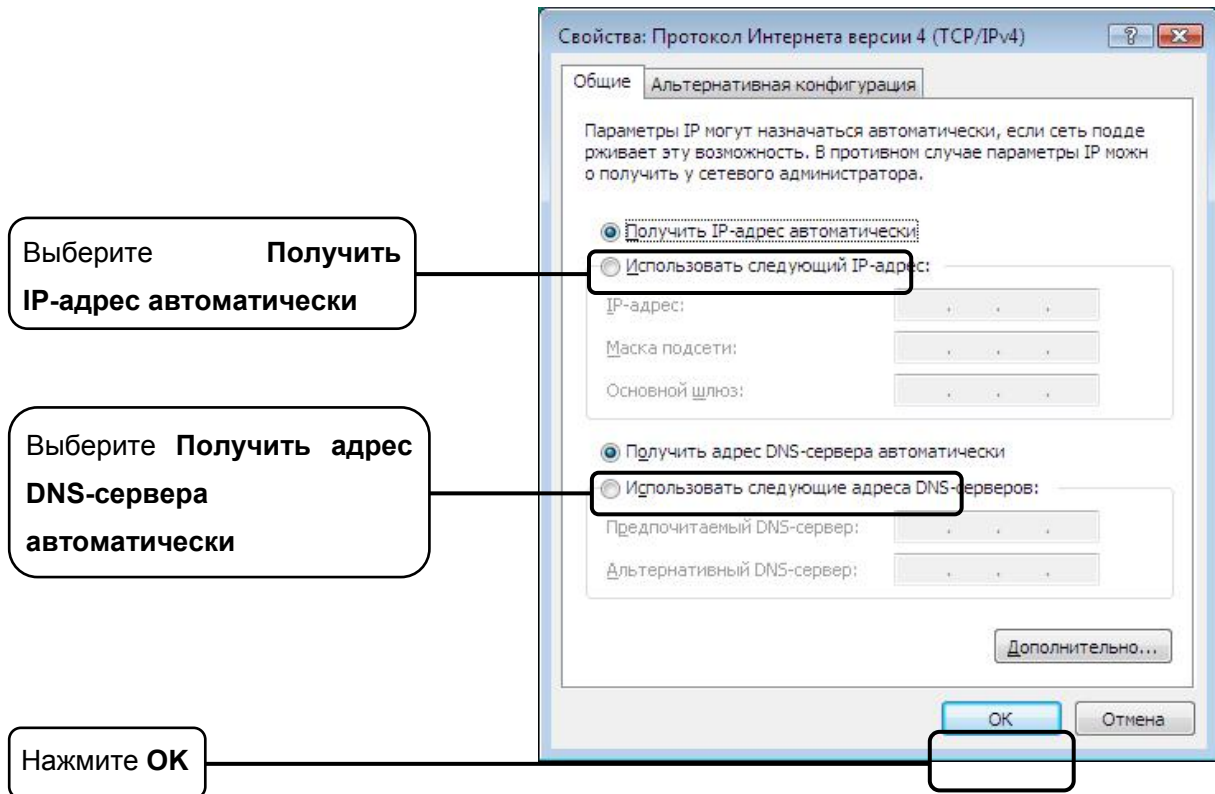 Свойства: Протокол Интернета версии 4 (TCP/IPv4)
Общие
Альтернативная конфигурация
Параметры IP могут назначаться автоматически, если сеть подде
рживает эту возможность. В противном случае параметры IP можн
о получить у сетевого администратора.
Получить IP-адрес автоматически
Использовать следующий IP-адрес:
IP-адрес:
Маска подсети:
Основной шлюз:
Получить адрес DNS-сервера автоматически
Использовать следующие адреса DNS-серверов:
Предпочитаемый DNS-сервер:
Альтернативный DNS-сервер:
Дополнительно...
OK
Отмена
Выберите Получить
IP-адрес автоматически
Выберите Получить адрес
DNS-сервера
автоматически
Нажмите OK